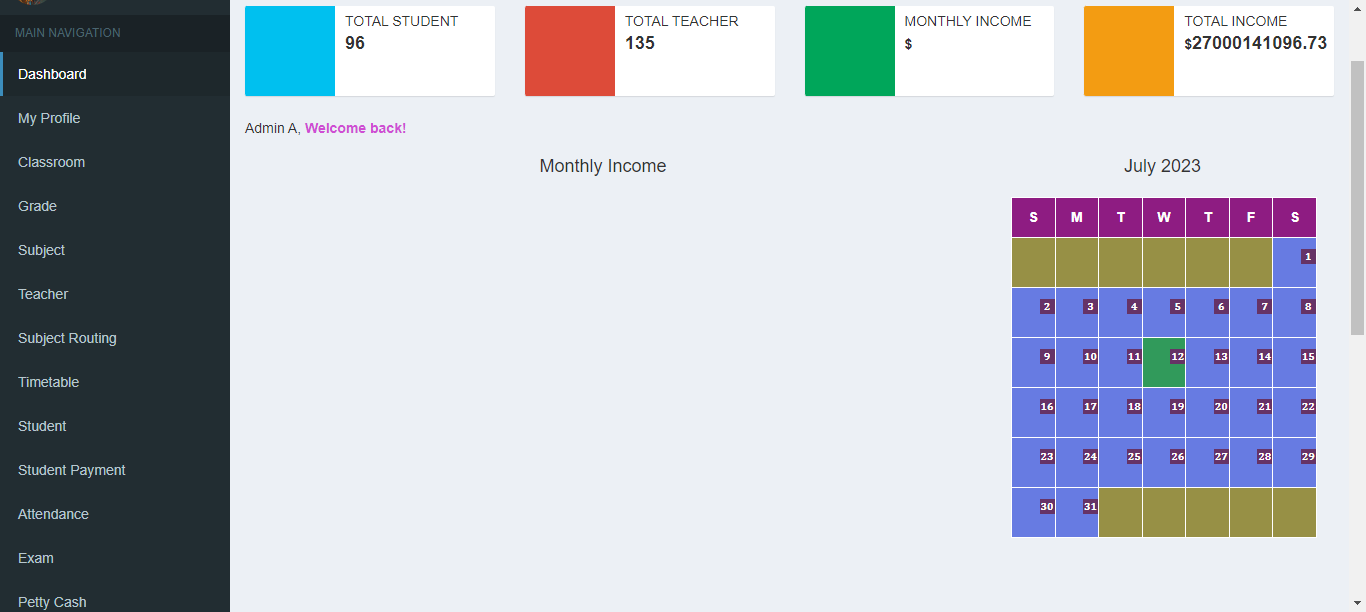 MAIN NAVIGATION
Dashboard
My Profile
Classroom
Grade
Subject
Teacher
Subject Routing
Timetable
Student
Student Payment
Attendance
Exam
Petty Cash
TOTAL STUDENT
96
TOTAL TEACHER
135
MONTHLY INCOME
$
TOTAL INCOME
$27000141096.73
Admin A, Welcome back!
Monthly Income
July 2023
S M T W T F S
1
2 3 4 5 6 7 8
9 10 11 12 13 14 15
16 17 18 19 20 21 22
23 24 25 26 27 28 29
30 31